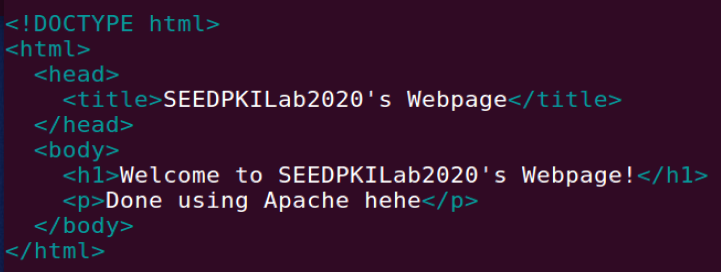 <!DOCTYPE html>
<html>
  <head>
    <title>SEEDPKILab2020's Webpage</title>
  </head>
  <body>
    <h1>Welcome to SEEDPKILab2020's Webpage!</h1>
    <p>Done using Apache hehe</p>
  </body>
</html>